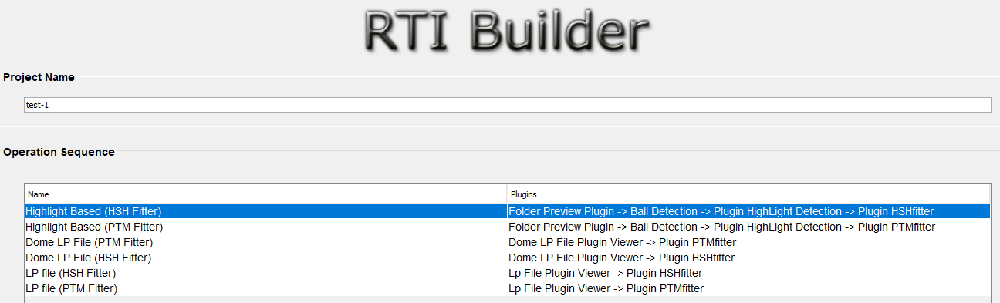 RTI Builder
Project Name
test-1
Operation Sequence
Name Plugins
Highlight Based (HSH Fitter) Folder Preview Plugin -> Ball Detection -> Plugin HighLight Detection -> Plugin HSHfitter
Highlight Based (PTM Fitter) Folder Preview Plugin -> Ball Detection -> Plugin HighLight Detection -> Plugin PTMfitter
Dome LP File (PTM Fitter) Dome LP File Plugin Viewer -> Plugin PTMfitter
Dome LP File (HSH Fitter) Dome LP File Plugin Viewer -> Plugin HSHfitter
LP file (HSH Fitter) Lp File Plugin Viewer -> Plugin HSHfitter
LP file (PTM Fitter) Lp File Plugin Viewer -> Plugin PTMfitter